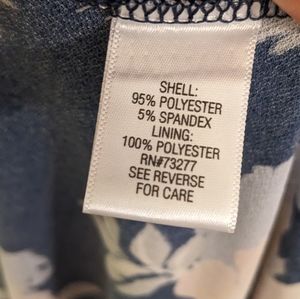 SHELL:
95% POLYESTER
5% SPANDEX
LINING:
100% POLYESTER
RN#73277
SEE REVERSE
FOR CARE